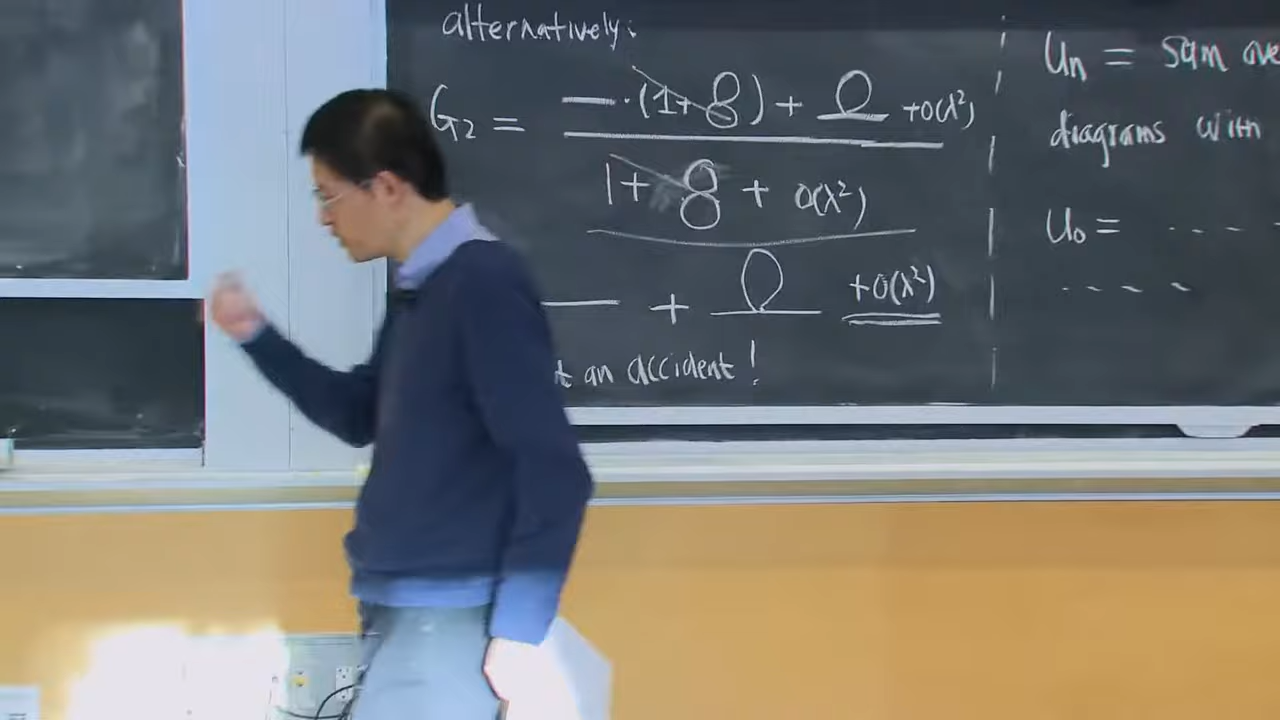 alternatively:
G₂ = — · (1 + 8) + Ω + O(λ²)
1 + 8 + O(λ²)
— + Ω + O(λ²)
an accident!
Uₙ = sum
diagrams with
U₀ = - - - -
- - - -